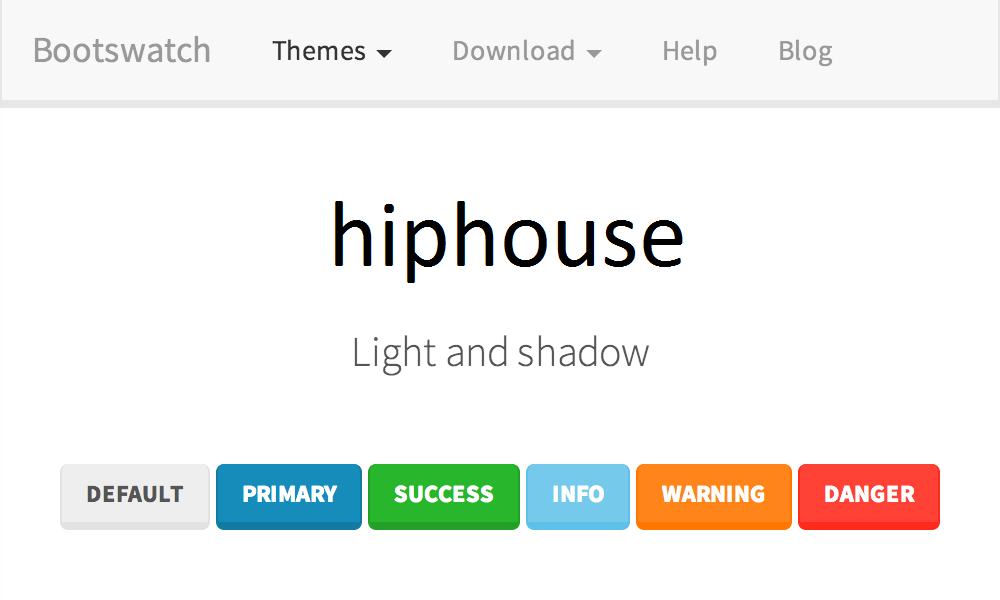 Bootswatch Themes Download Help Blog
hiphouse
Light and shadow
DEFAULT PRIMARY SUCCESS INFO WARNING DANGER